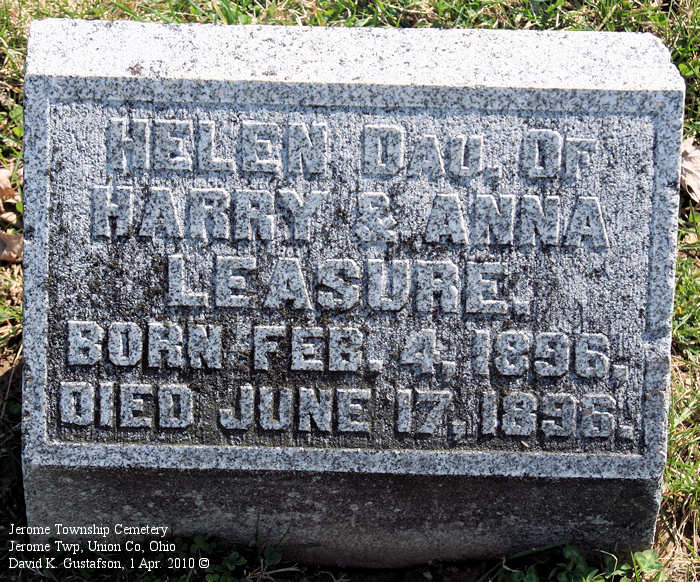 HELEN, DAU. OF
HARRY & ANNA
LEASURE.
BORN FEB. 4, 1896.
DIED JUNE 17, 1896.
Jerome Township Cemetery
Jerome Twp, Union Co, Ohio
David K. Gustafson, 1 Apr. 2010 ©